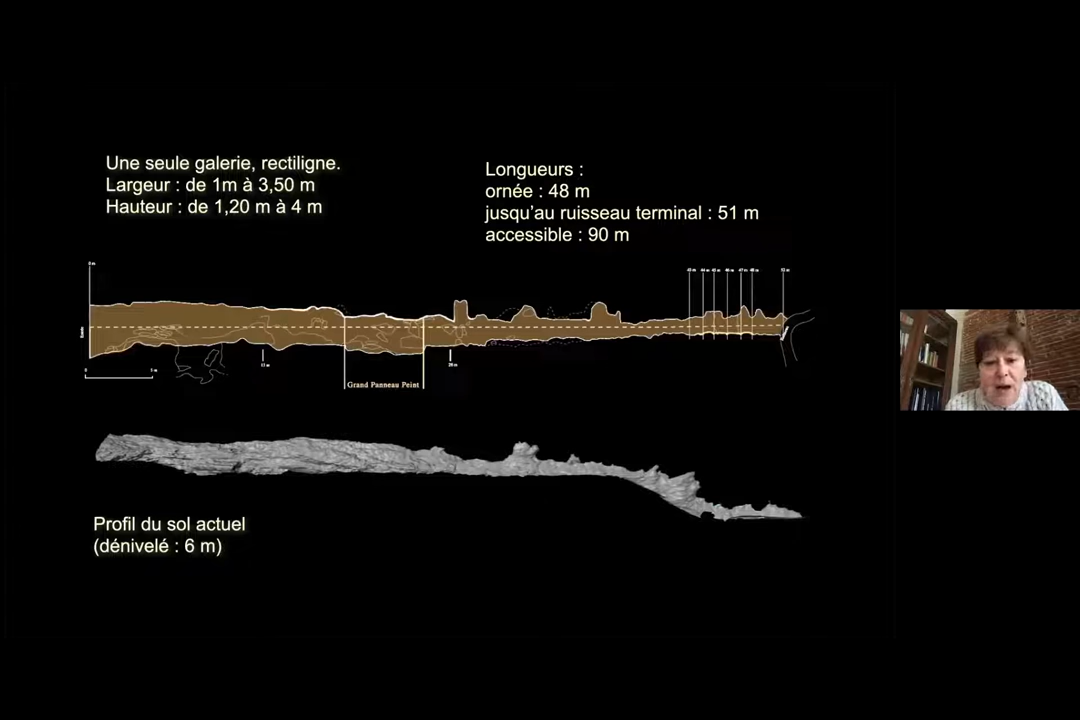 Une seule galerie, rectiligne.
Largeur : de 1m à 3,50 m
Hauteur : de 1,20 m à 4 m
Longueurs :
ornée : 48 m
jusqu'au ruisseau terminal : 51 m
accessible : 90 m
0 m
Grand Panneau Peint
Profil du sol actuel
(dénivelé : 6 m)